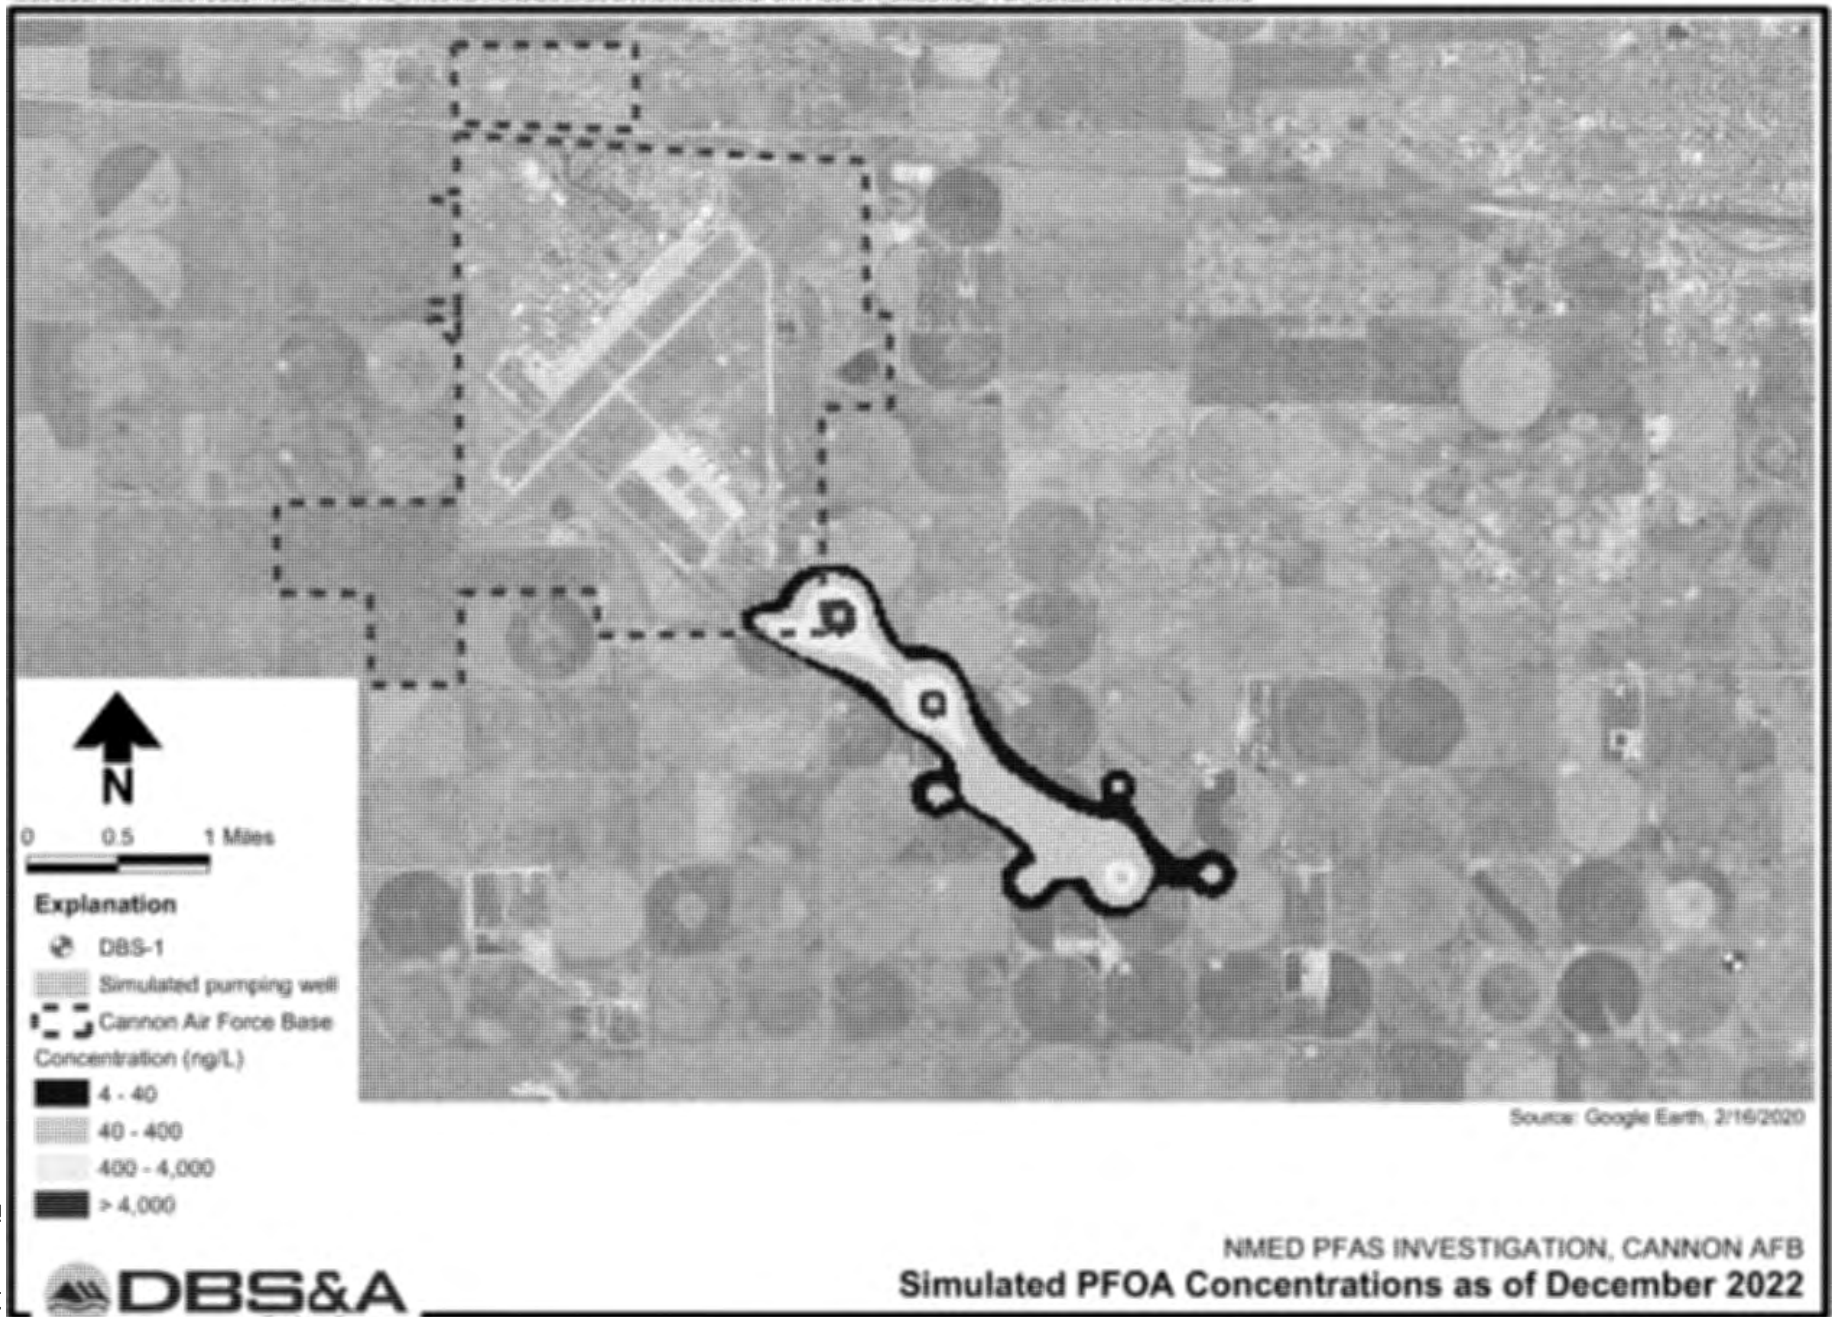 N
0 0.5 1 Miles
Explanation
DBS-1
Simulated pumping well
Cannon Air Force Base
Concentration (ng/L)
4 - 40
40 - 400
400 - 4,000
> 4,000
Source: Google Earth, 2/16/2020
NMED PFAS INVESTIGATION, CANNON AFB
Simulated PFOA Concentrations as of December 2022
DBS&A